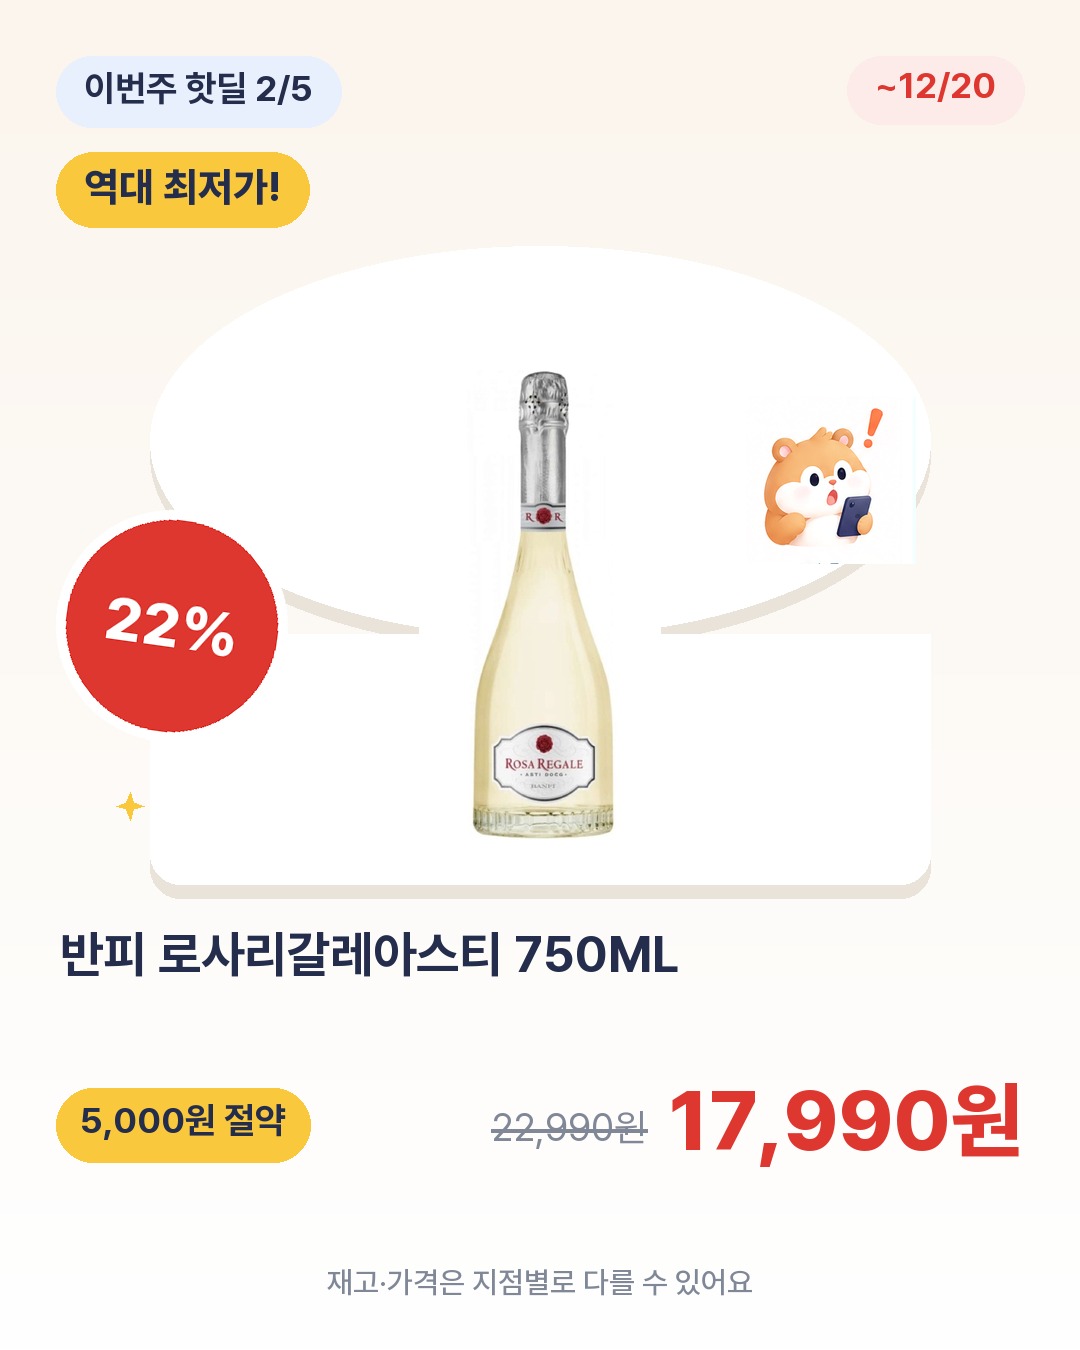 이번주 핫딜 2/5
~12/20
역대 최저가!
R R
22%
ROSA REGALE
ASTI DOCG
BANFI
반피 로사리갈레아스티 750ML
5,000원 절약
22,990원
17,990원
재고·가격은 지점별로 다를 수 있어요